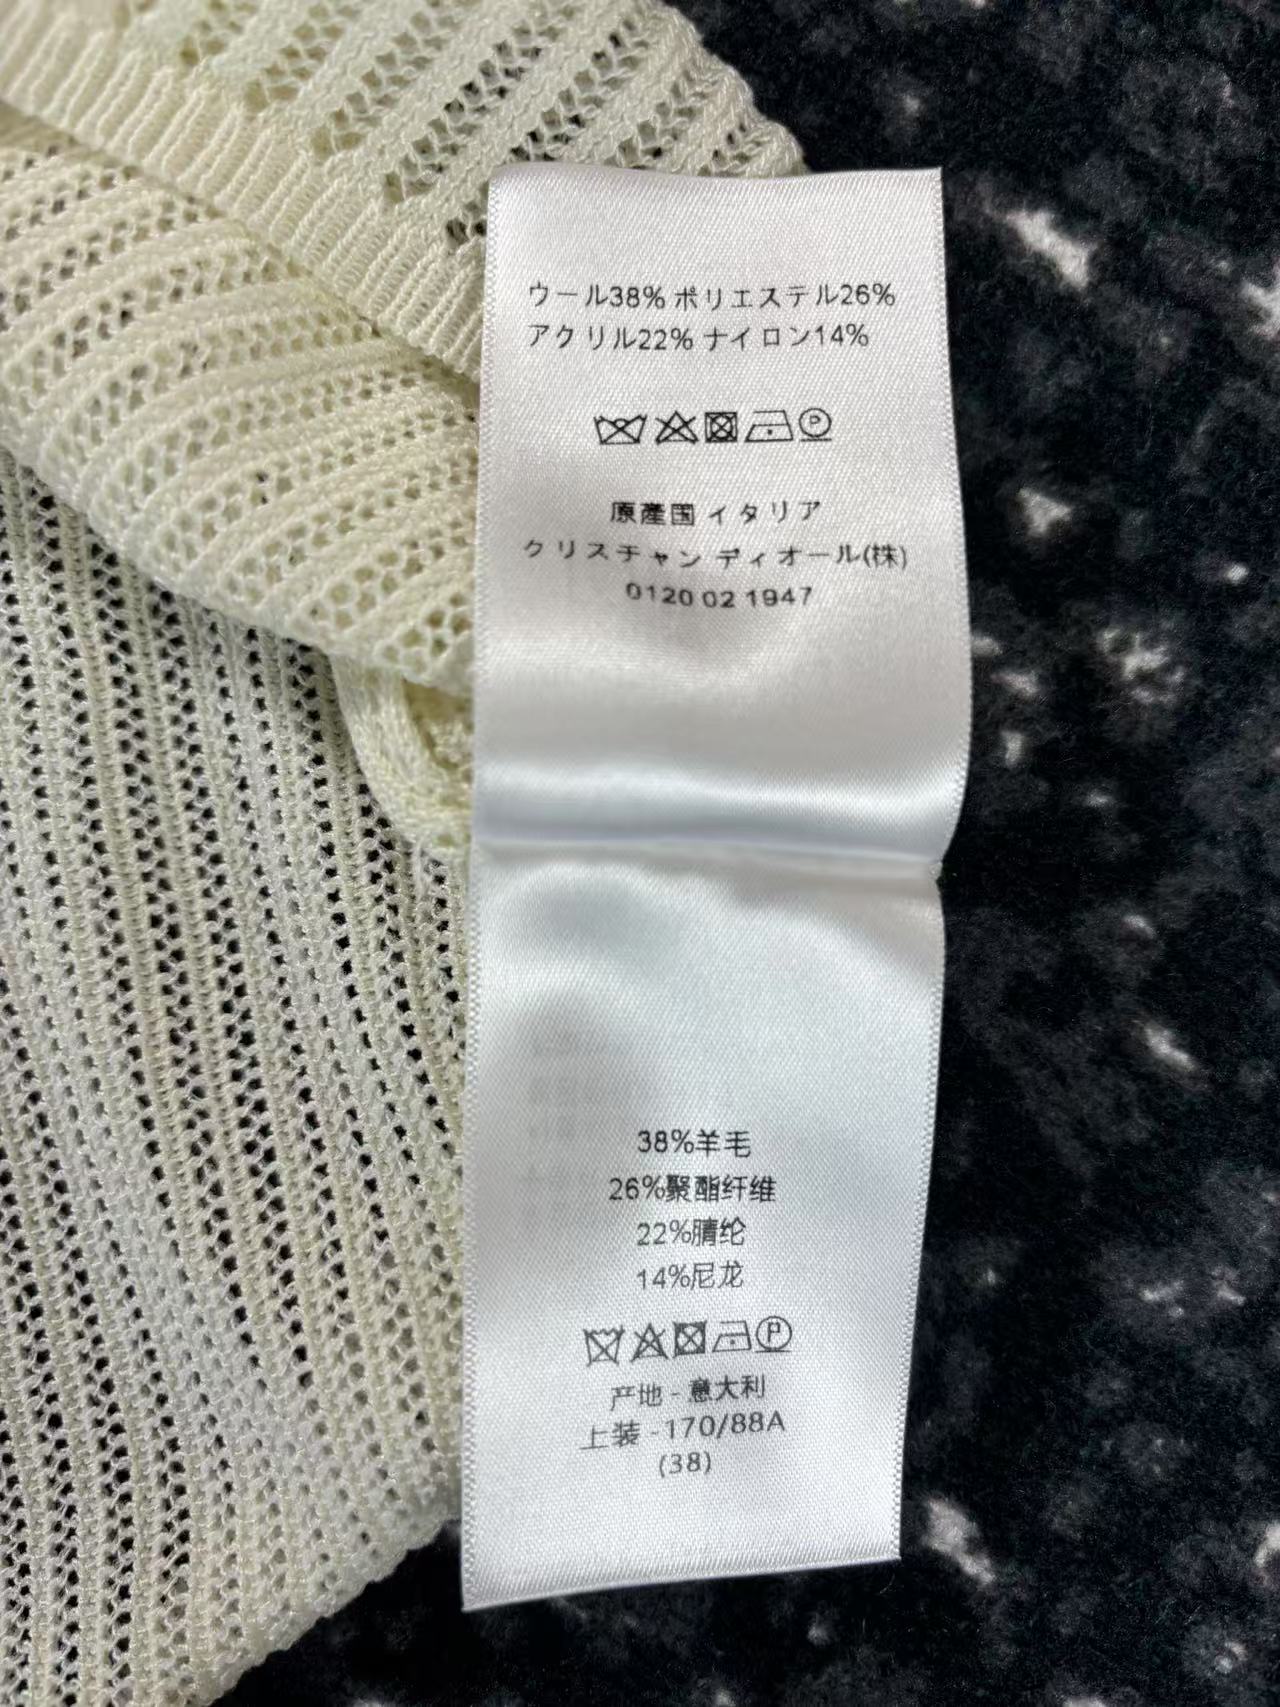 ウール38% ポリエステル26%
アクリル22% ナイロン14%
P
原産国 イタリア
クリスチャン ディオール(株)
0120 02 1947
38%羊毛
26%聚酯纤维
22%腈纶
14%尼龙
P
产地 - 意大利
上装 -170/88A
(38)